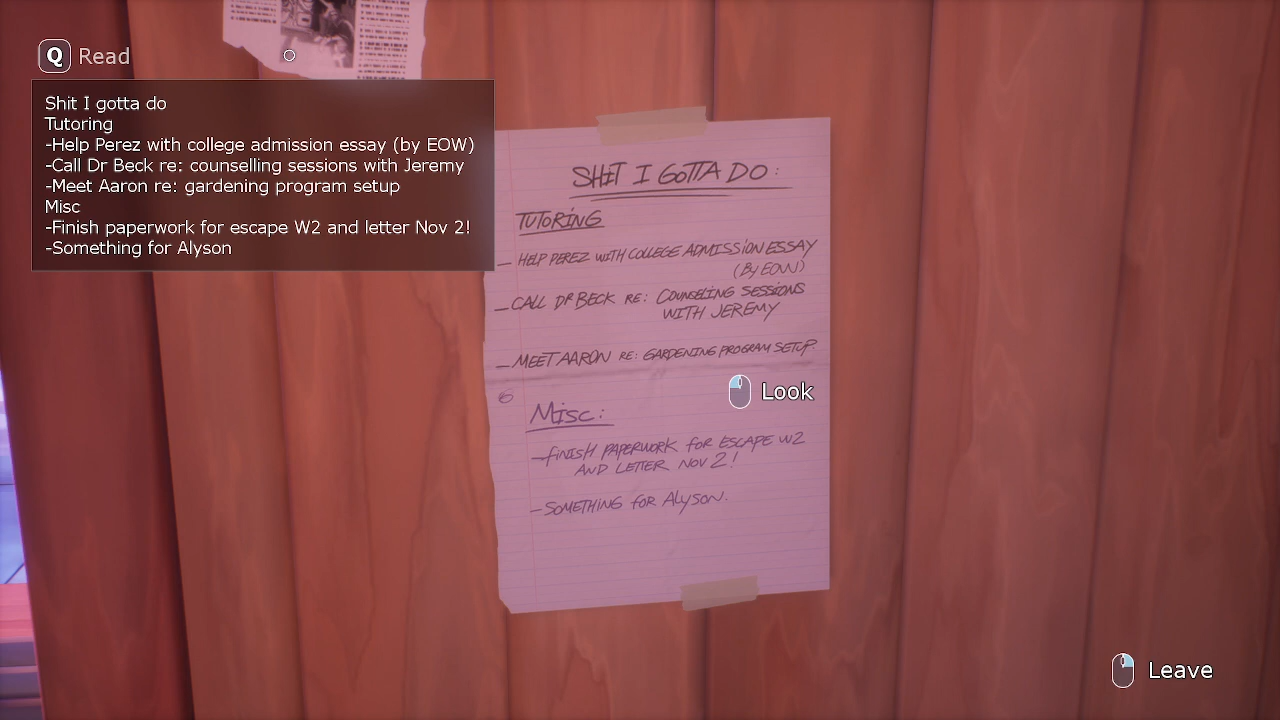 Q Read
Shit I gotta do
Tutoring
-Help Perez with college admission essay (by EOW)
-Call Dr Beck re: counselling sessions with Jeremy
-Meet Aaron re: gardening program setup
Misc
-Finish paperwork for escape W2 and letter Nov 2!
-Something for Alyson
SHIT I GOTTA DO:
TUTORING
- HELP PEREZ WITH COLLEGE ADMISSION ESSAY
(By EOW)
- CALL DR BECK RE: COUNSELING SESSIONS
WITH JEREMY
- MEET AARON RE: GARDENING PROGRAM SETUP.
Look
MISC:
- FINISH PAPERWORK FOR ESCAPE W2
AND LETTER NOV 2!
- SOMETHING FOR ALYSON.
Leave